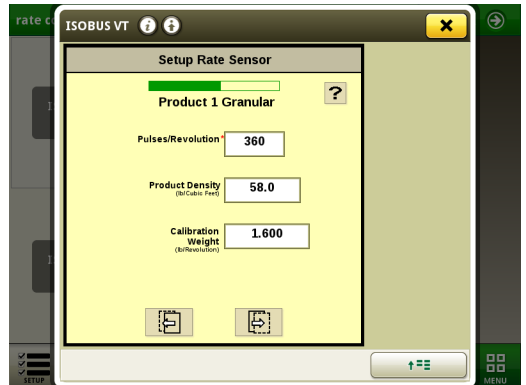 rate co
ISOBUS VT
Setup Rate Sensor
Product 1 Granular
?
Pulses/Revolution*
360
Product Density
(lb/Cubic Feet)
58.0
Calibration
Weight
(lb/Revolution)
1.600
SETUP
MENU